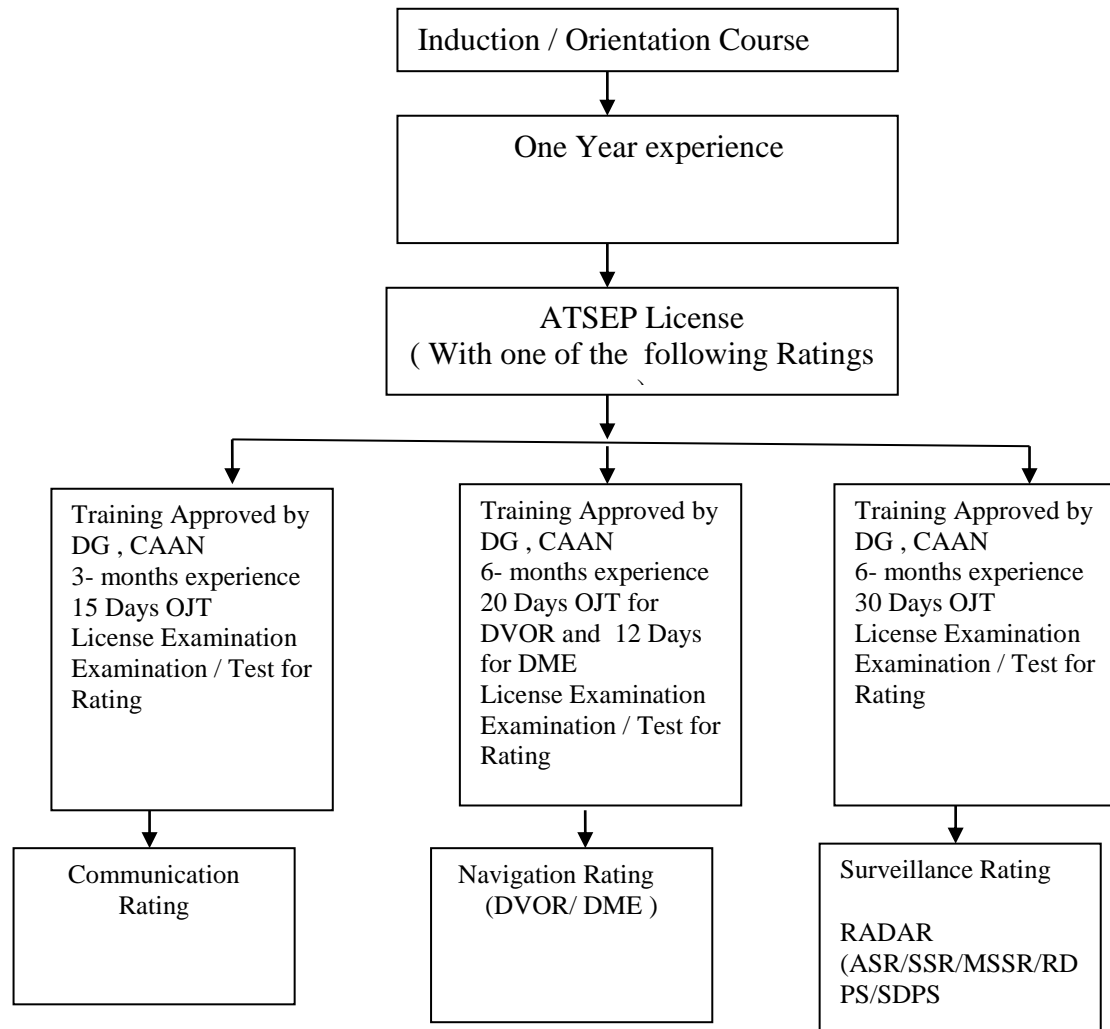 Induction / Orientation Course
One Year experience
ATSEP License
( With one of the following Ratings
Training Approved by
DG , CAAN
3- months experience
15 Days OJT
License Examination
Examination / Test for
Rating
Training Approved by
DG , CAAN
6- months experience
20 Days OJT for
DVOR and 12 Days
for DME
License Examination
Examination / Test for
Rating
Training Approved by
DG , CAAN
6- months experience
30 Days OJT
License Examination
Examination / Test for
Rating
Communication
Rating
Navigation Rating
(DVOR/ DME )
Surveillance Rating
RADAR
(ASR/SSR/MSSR/RD
PS/SDPS